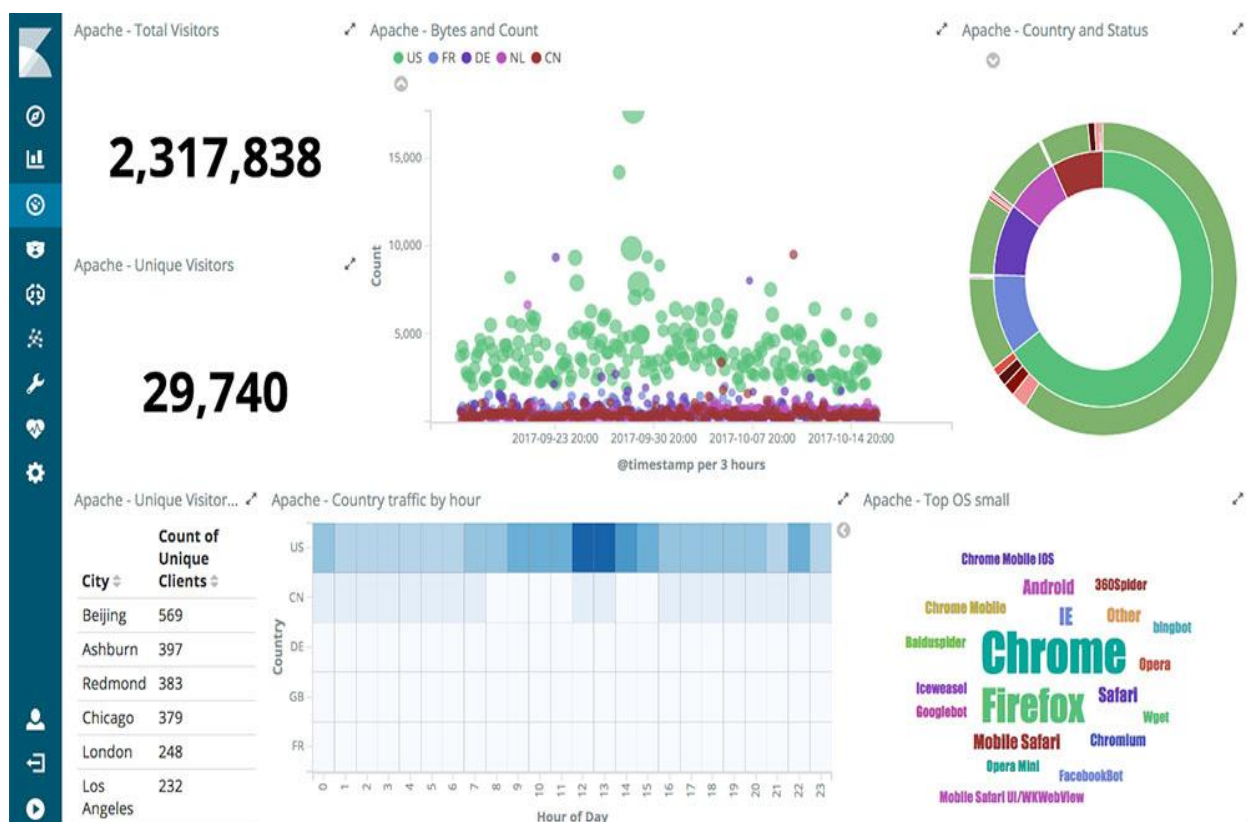 Apache - Total Visitors
2,317,838
Apache - Unique Visitors
29,740
Apache - Bytes and Count
US FR DE NL CN
Count
15,000
10,000
5,000
2017-09-23 20:00 2017-09-30 20:00 2017-10-07 20:00 2017-10-14 20:00
@timestamp per 3 hours
Apache - Country and Status
Apache - Unique Visitor...
City
Count of
Unique
Clients
Beijing 569
Ashburn 397
Redmond 383
Chicago 379
London 248
Los
Angeles 232
Apache - Country traffic by hour
Country
US
CN
DE
GB
FR
0 1 2 3 4 5 6 7 8 9 10 11 12 13 14 15 16 17 18 19 20 21 22 23
Hour of Day
Apache - Top OS small
Chrome Mobile IOS
Android 360Spider
Chrome Mobile IE Other
bingbot
Baiduspider
Chrome
Opera
Iceweasel
Firefox
Safari
Googlebot
Wget
Mobile Safari Chromium
Opera Mini
FacebookBot
Mobile Safari UI/WKWebView